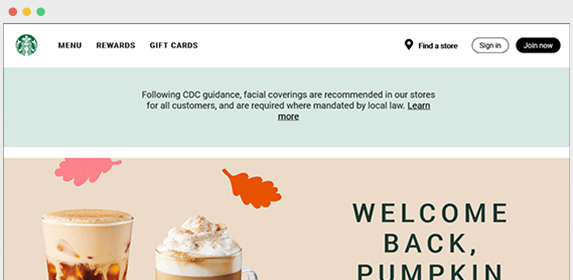 MENU REWARDS GIFT CARDS Find a store Sign in Join now
Following CDC guidance, facial coverings are recommended in our stores
for all customers, and are required where mandated by local law. Learn
more
WELCOME
BACK,
PUMPKIN